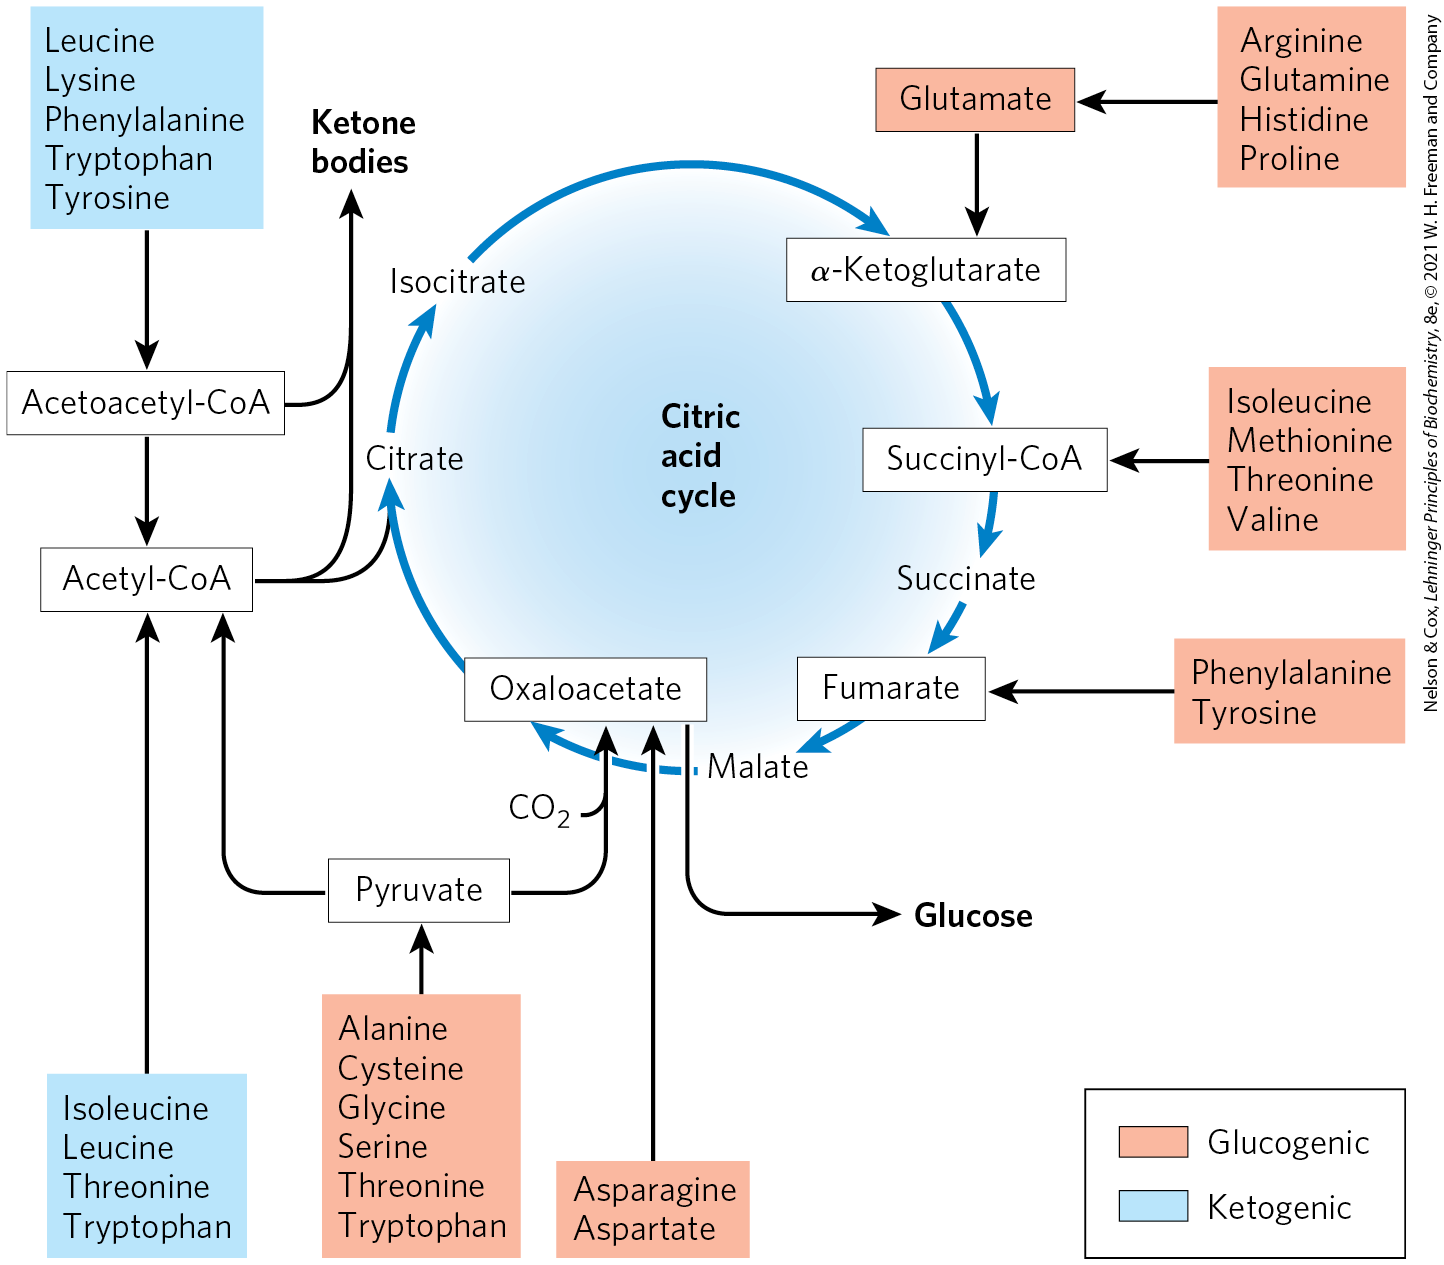 Leucine
Lysine
Phenylalanine
Tryptophan
Tyrosine
Ketone
bodies
Glutamate
Arginine
Glutamine
Histidine
Proline
Isocitrate
α-Ketoglutarate
Acetoacetyl-CoA
Citrate
Citric
acid
cycle
Succinyl-CoA
Isoleucine
Methionine
Threonine
Valine
Acetyl-CoA
Succinate
Oxaloacetate
Fumarate
Phenylalanine
Tyrosine
Malate
CO₂
Pyruvate
Glucose
Isoleucine
Leucine
Threonine
Tryptophan
Alanine
Cysteine
Glycine
Serine
Threonine
Tryptophan
Asparagine
Aspartate
Glucogenic
Ketogenic
Nelson & Cox, Lehninger Principles of Biochemistry, 8e, © 2021 W. H. Freeman and Company